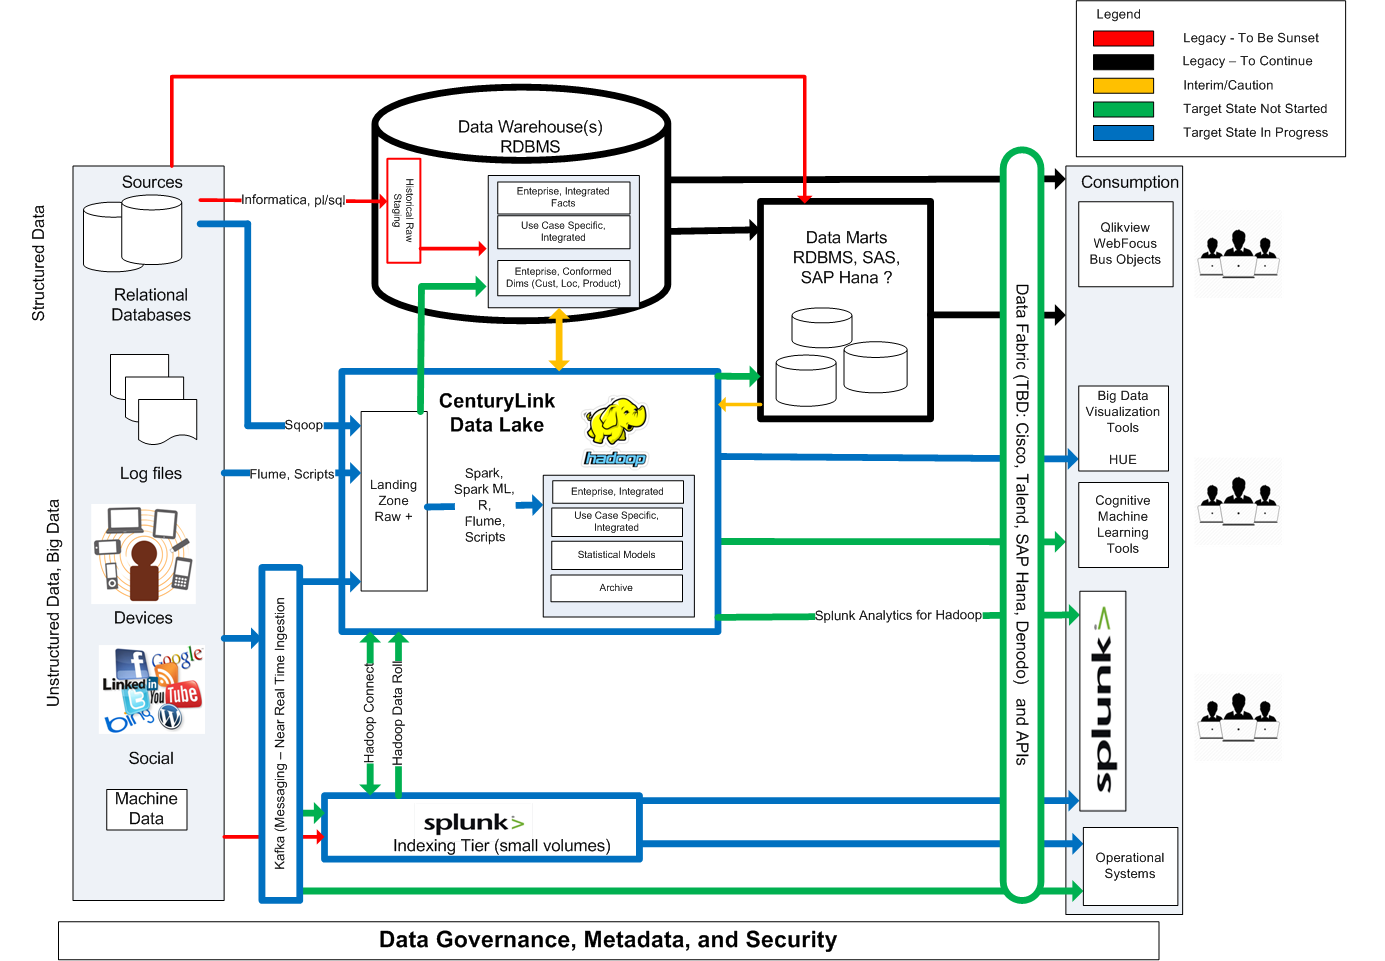 Legend
Legacy - To Be Sunset
Legacy – To Continue
Interim/Caution
Target State Not Started
Target State In Progress
Structured Data
Unstructured Data, Big Data
Sources
Relational
Databases
Log files
Devices
facebook
Google
Linked in
You Tube
bing
Social
Machine
Data
Informatica, pl/sql
Sqoop
Flume, Scripts
Kafka (Messaging – Near Real Time Ingestion
Data Warehouse(s)
RDBMS
Historical Raw
Staging
Enteprise, Integrated
Facts
Use Case Specific,
Integrated
Enteprise, Conformed
Dims (Cust, Loc, Product)
Data Marts
RDBMS, SAS,
SAP Hana ?
CenturyLink
Data Lake
hadoop
Landing
Zone
Raw +
Spark,
Spark ML,
R,
Flume,
Scripts
Enteprise, Integrated
Use Case Specific,
Integrated
Statistical Models
Archive
Hadoop Connect
Hadoop Data Roll
splunk>
Indexing Tier (small volumes)
Splunk Analytics for Hadoop
Data Fabric (TBD: Cisco, Talend, SAP Hana, Denodo) and APIs
Consumption
Qlikview
WebFocus
Bus Objects
Big Data
Visualization
Tools
HUE
Cognitive
Machine
Learning
Tools
splunk>
Operational
Systems
Data Governance, Metadata, and Security